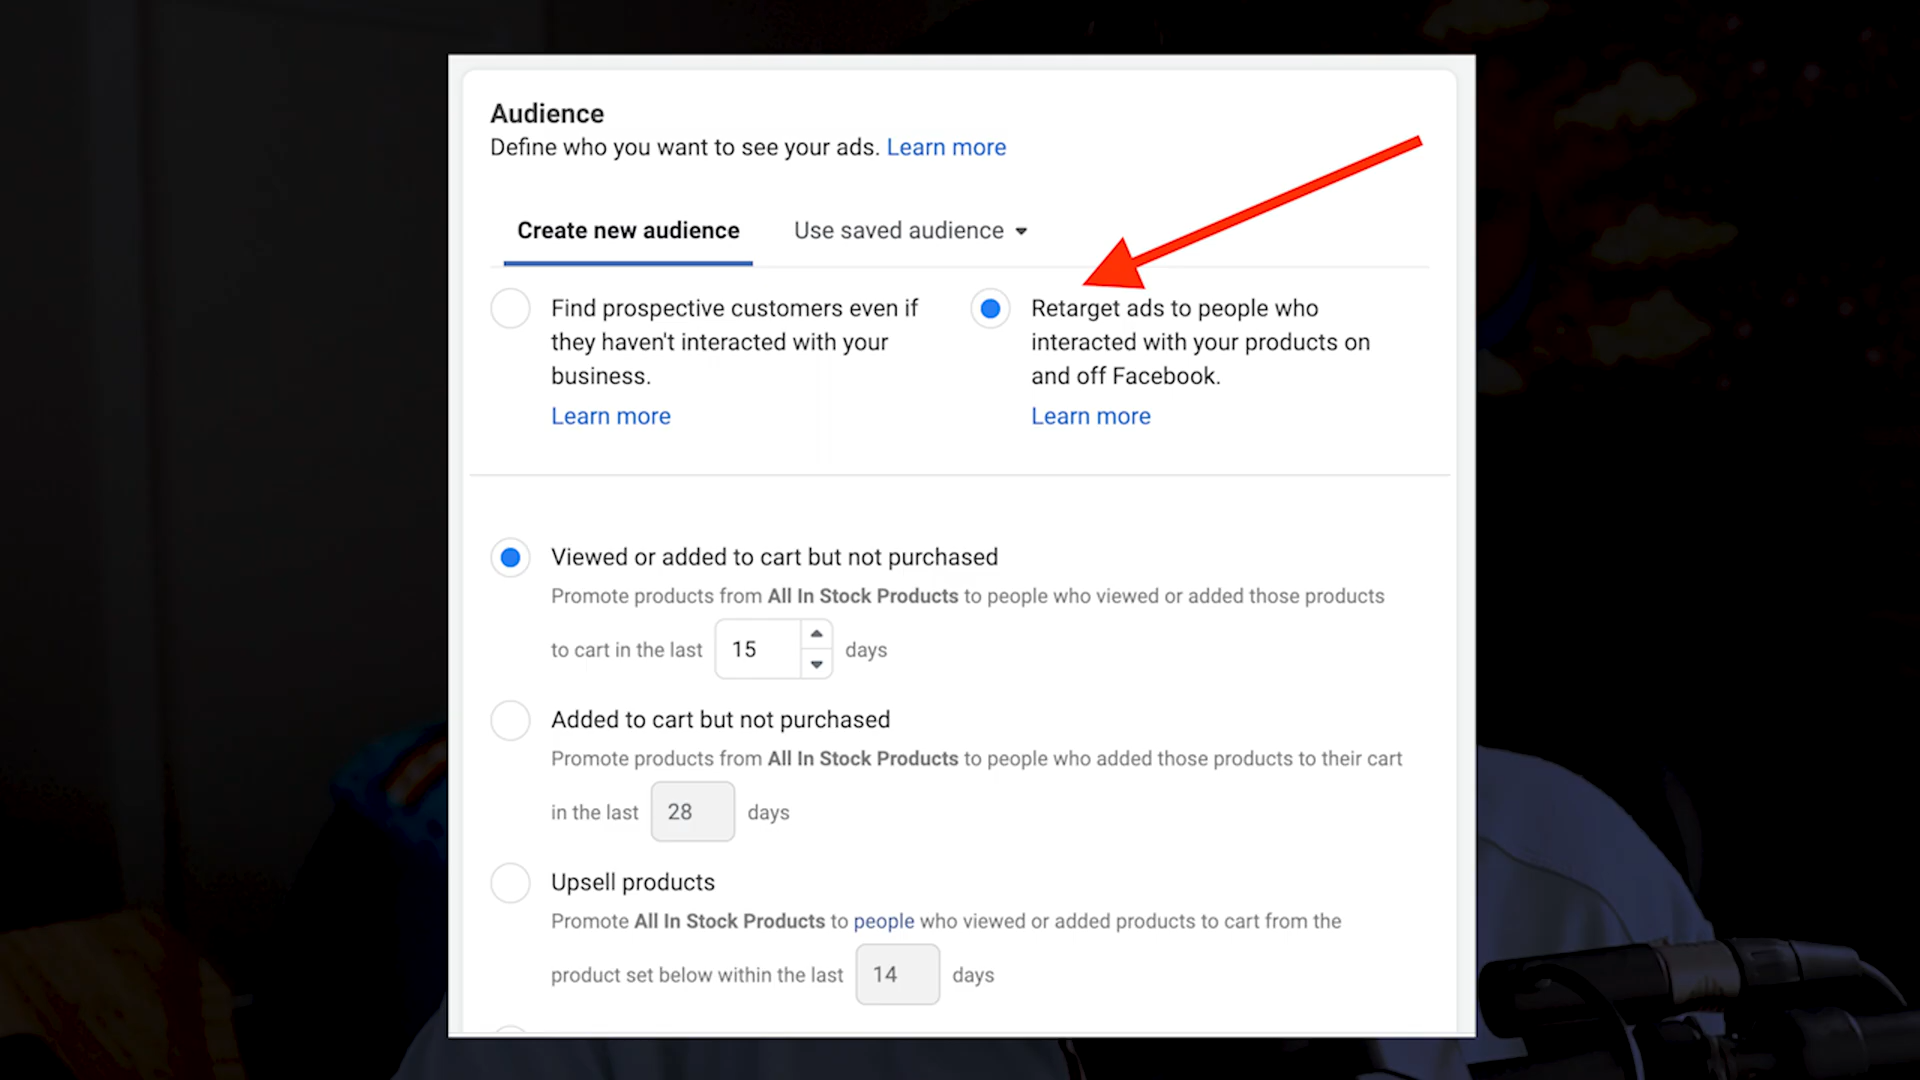 Audience
Define who you want to see your ads. Learn more
Create new audience
Use saved audience
Find prospective customers even if
they haven't interacted with your
business.
Learn more
Retarget ads to people who
interacted with your products on
and off Facebook.
Learn more
Viewed or added to cart but not purchased
Promote products from All In Stock Products to people who viewed or added those products
to cart in the last 15 days
Added to cart but not purchased
Promote products from All In Stock Products to people who added those products to their cart
in the last 28 days
Upsell products
Promote All In Stock Products to people who viewed or added products to cart from the
product set below within the last 14 days